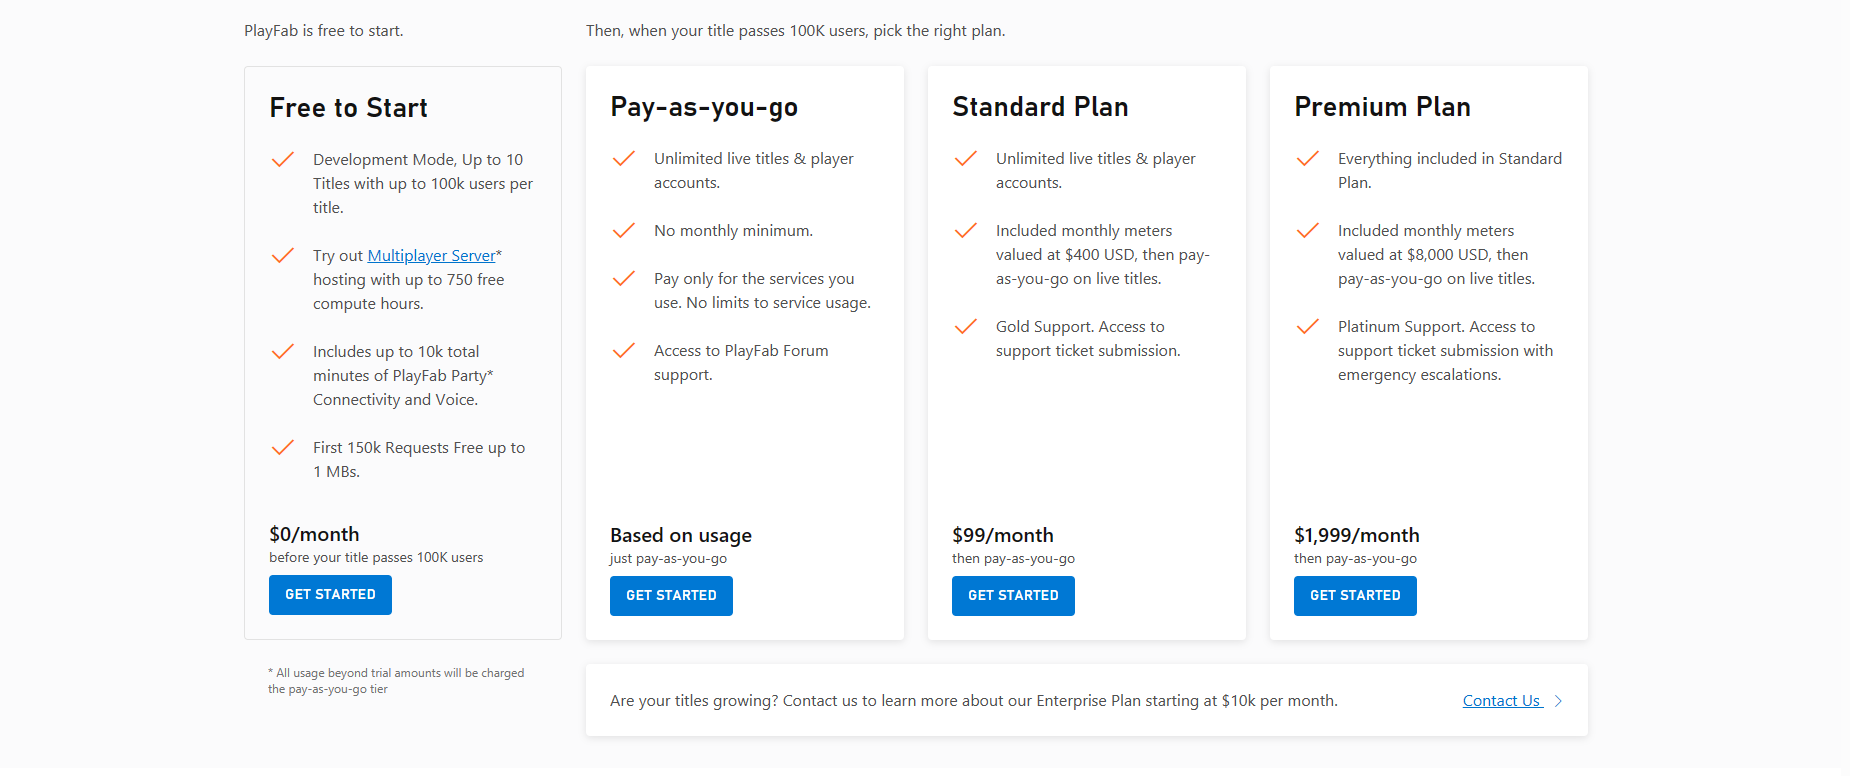 PlayFab is free to start.
Then, when your title passes 100K users, pick the right plan.
Free to Start
Development Mode, Up to 10
Titles with up to 100k users per
title.
Try out Multiplayer Server*
hosting with up to 750 free
compute hours.
Includes up to 10k total
minutes of PlayFab Party*
Connectivity and Voice.
First 150k Requests Free up to
1 MBs.
$0/month
before your title passes 100K users
GET STARTED
* All usage beyond trial amounts will be charged
the pay-as-you-go tier
Pay-as-you-go
Unlimited live titles & player
accounts.
No monthly minimum.
Pay only for the services you
use. No limits to service usage.
Access to PlayFab Forum
support.
Based on usage
just pay-as-you-go
GET STARTED
Standard Plan
Unlimited live titles & player
accounts.
Included monthly meters
valued at $400 USD, then pay-
as-you-go on live titles.
Gold Support. Access to
support ticket submission.
$99/month
then pay-as-you-go
GET STARTED
Premium Plan
Everything included in Standard
Plan.
Included monthly meters
valued at $8,000 USD, then
pay-as-you-go on live titles.
Platinum Support. Access to
support ticket submission with
emergency escalations.
$1,999/month
then pay-as-you-go
GET STARTED
Are your titles growing? Contact us to learn more about our Enterprise Plan starting at $10k per month.
Contact Us